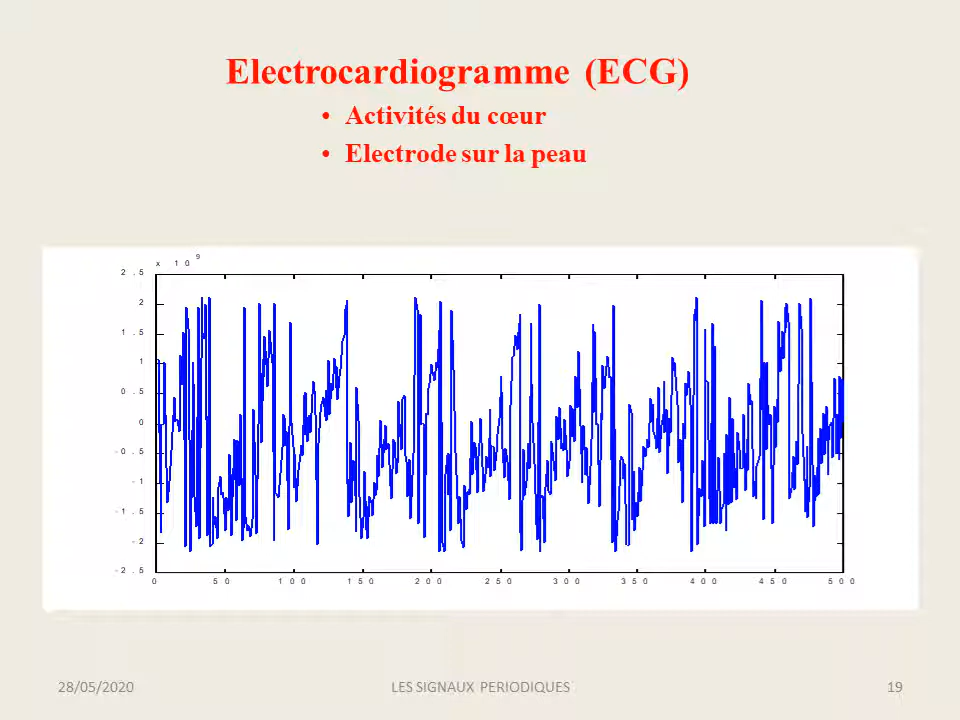 Electrocardiogramme (ECG)
• Activités du cœur
• Electrode sur la peau
x 10 9
2.5
2
1.5
1
0.5
0
-0.5
-1
-1.5
-2
-2.5
0 50 100 150 200 250 300 350 400 450 500
28/05/2020 LES SIGNAUX PERIODIQUES 19